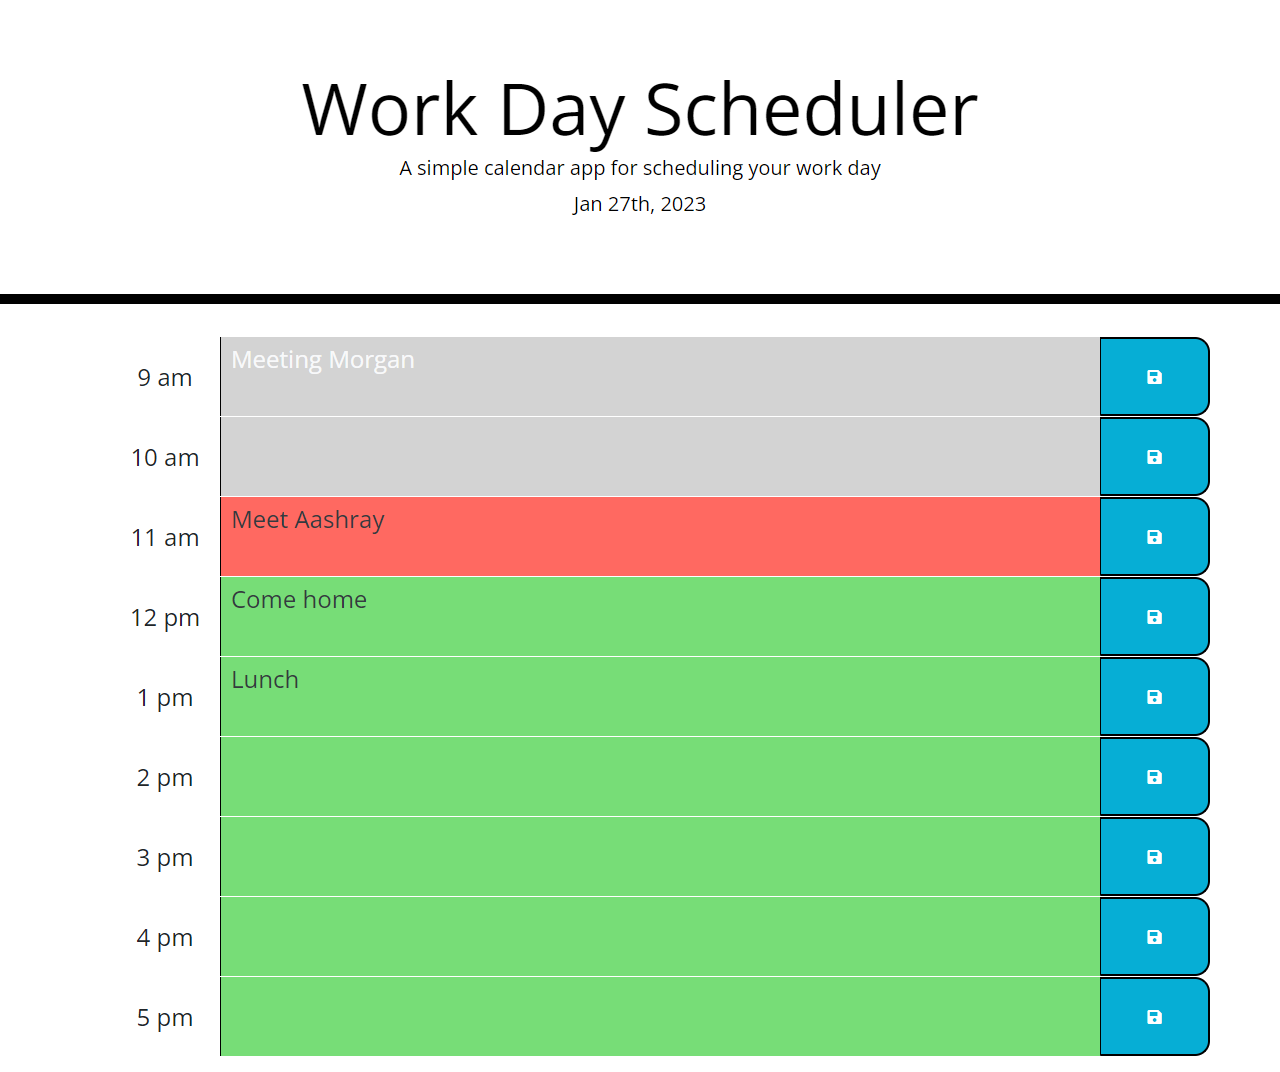 Work Day Scheduler
A simple calendar app for scheduling your work day
Jan 27th, 2023
9 am Meeting Morgan
10 am
11 am Meet Aashray
12 pm Come home
1 pm Lunch
2 pm
3 pm
4 pm
5 pm